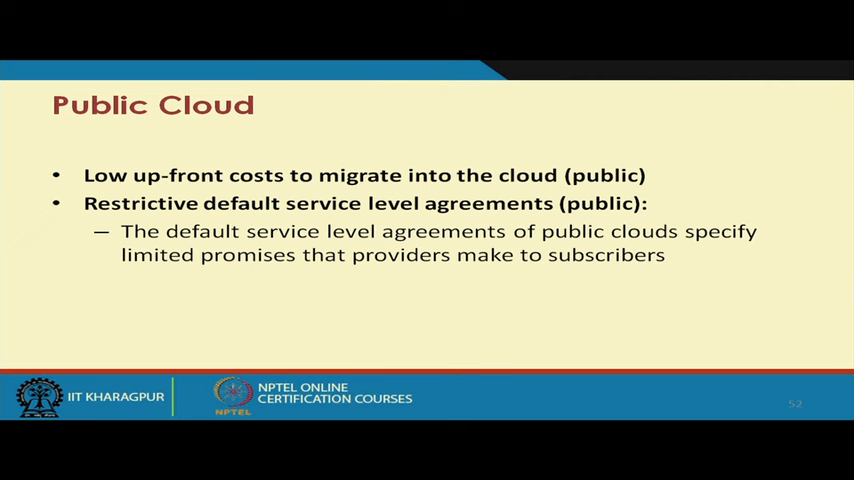 Public Cloud
• Low up-front costs to migrate into the cloud (public)
• Restrictive default service level agreements (public):
– The default service level agreements of public clouds specify
limited promises that providers make to subscribers
IIT KHARAGPUR
NPTEL
NPTEL ONLINE
CERTIFICATION COURSES
52